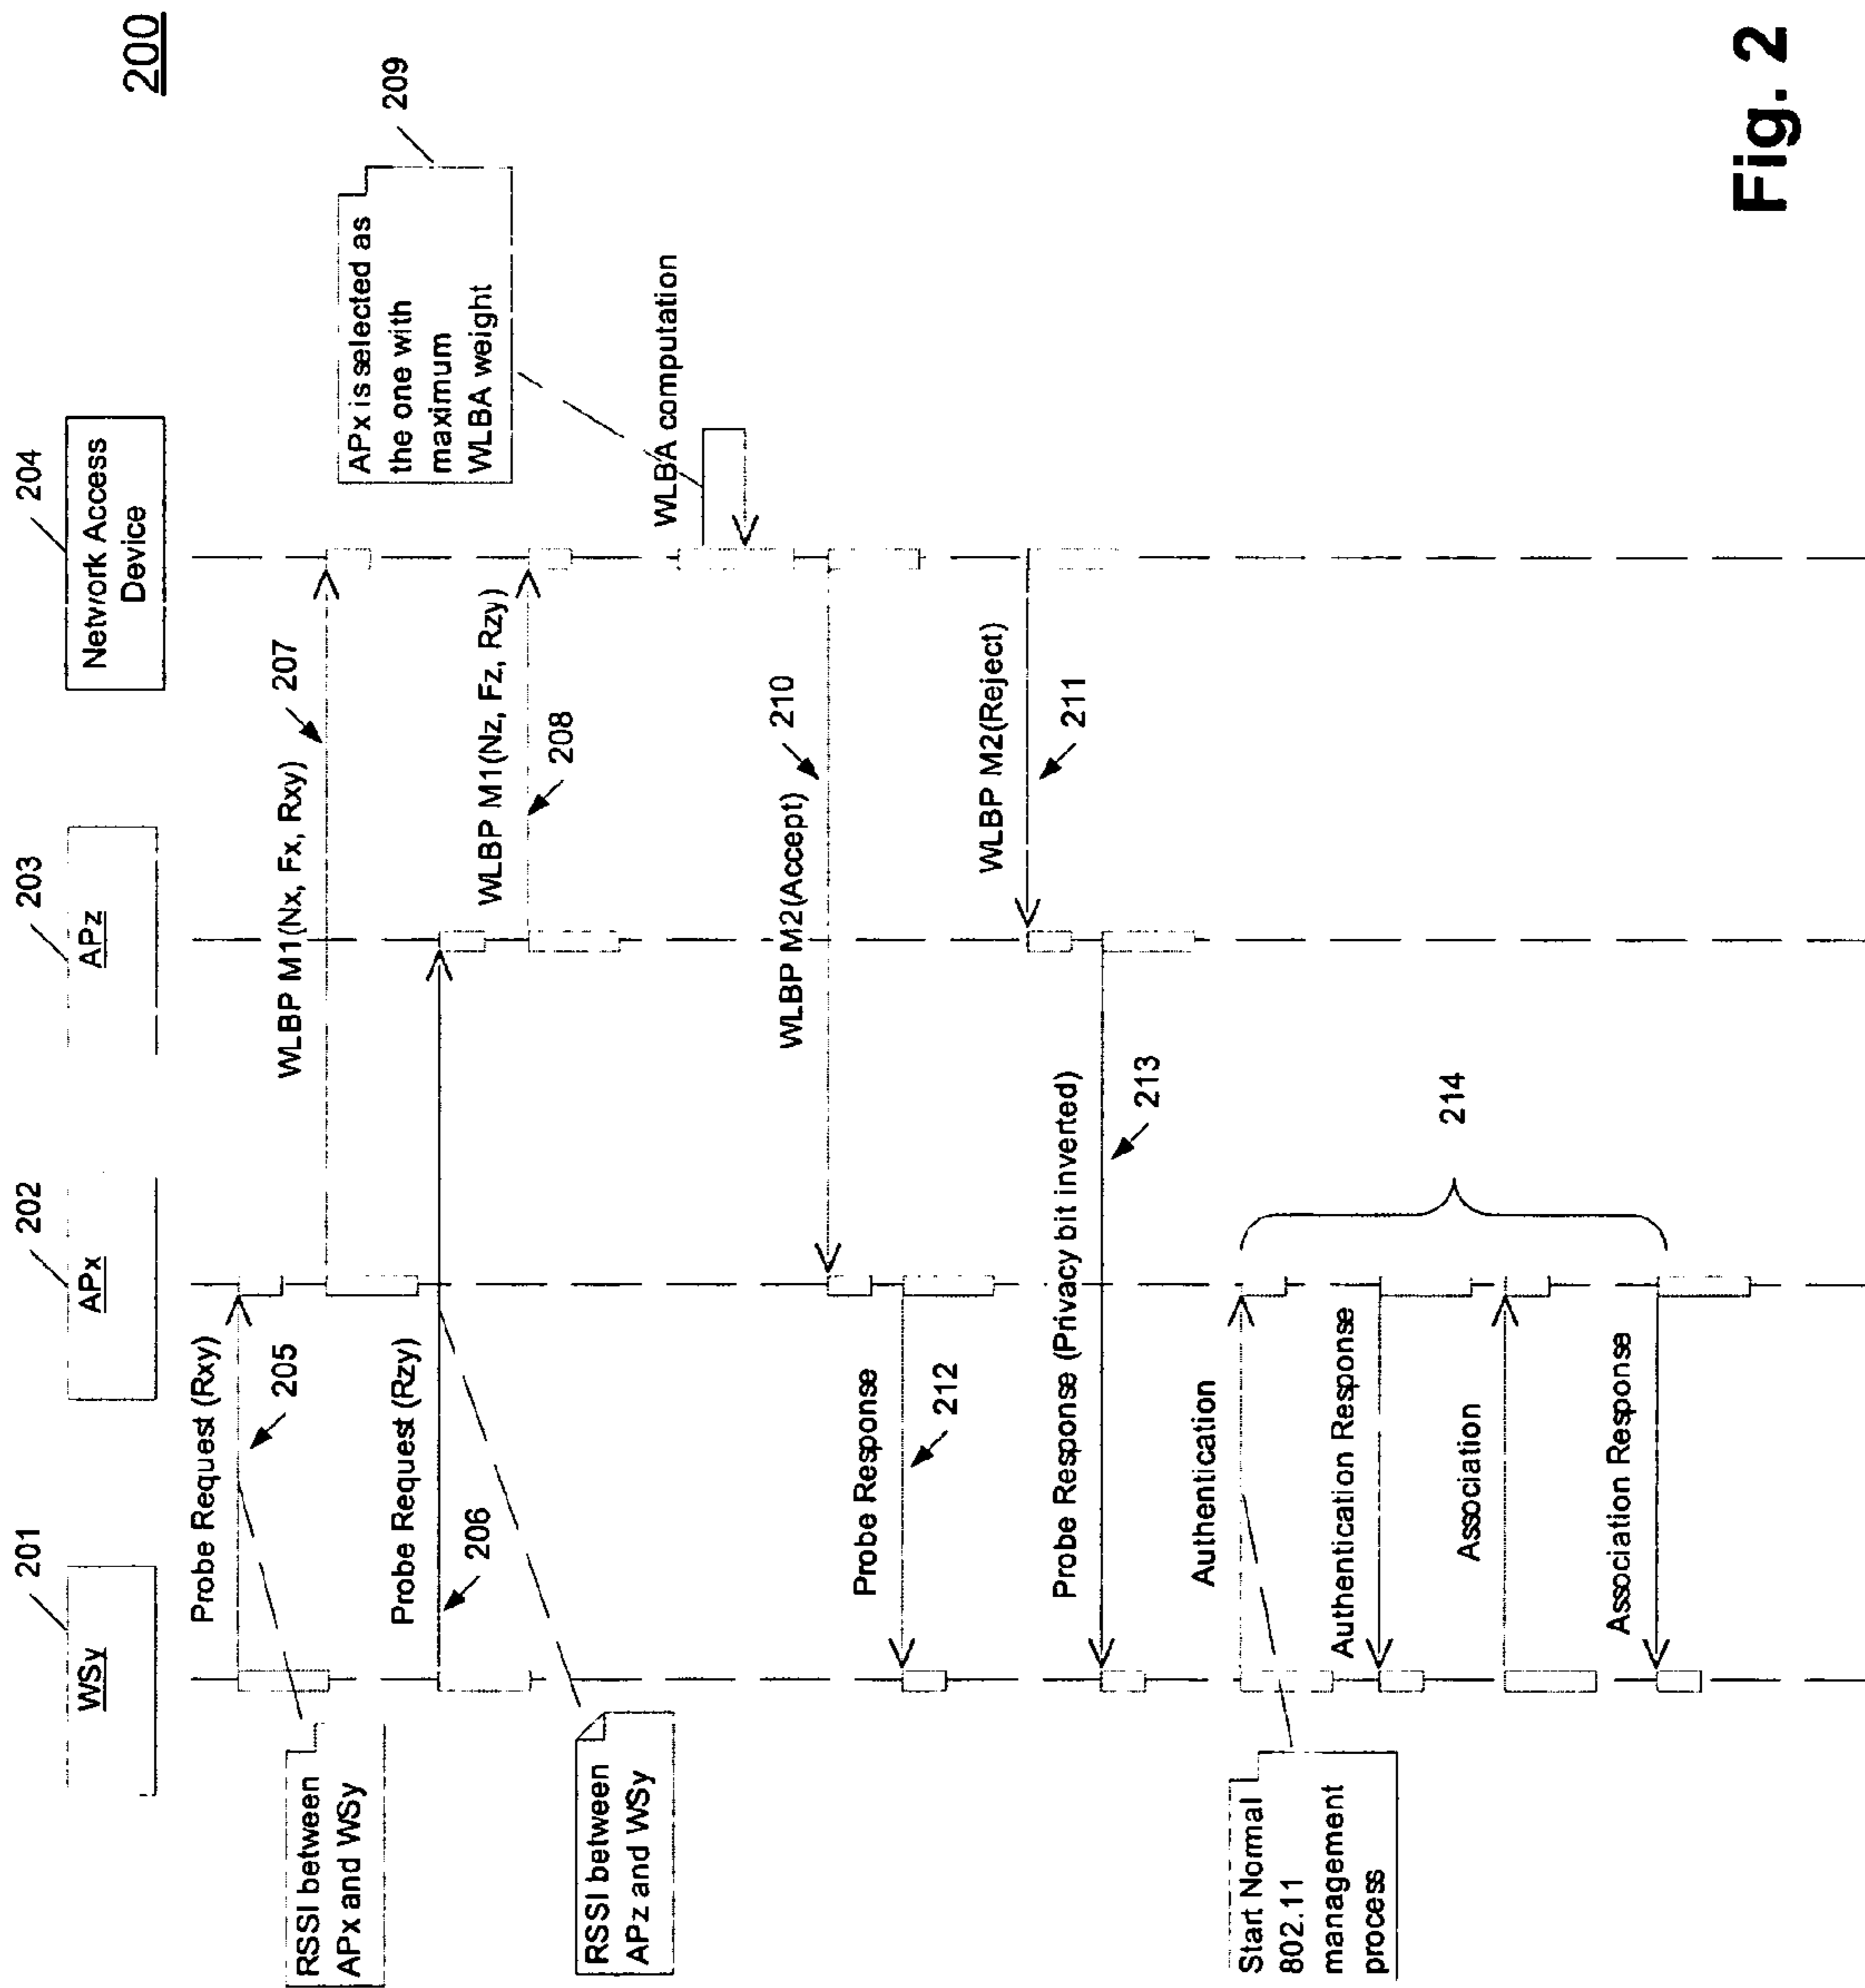 200
201
WSy
202
APx
203
APz
204
Network Access
Device
RSSI between
APx and WSy
Probe Request (Rxy)
205
WLBP M1(Nx, Fx, Rxy)
207
Probe Request (Rzy)
206
RSSI between
APz and WSy
WLBP M1(Nz, Fz, Rzy)
208
APx is selected as
the one with
maximum
WLBA weight
209
WLBA computation
WLBP M2(Accept)
210
Probe Response
212
WLBP M2(Reject)
211
Probe Response (Privacy bit inverted)
213
Start Normal
802.11
management
process
Authentication
Authentication Response
Association
Association Response
214
Fig. 2